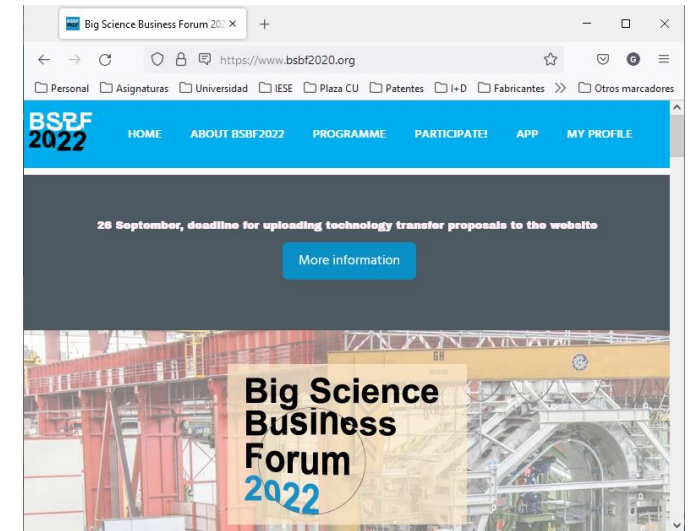 Big Science Business Forum 202
https://www.bsbf2020.org
Personal Asignaturas Universidad IESE Plaza CU Patentes I+D Fabricantes Otros marcadores
BSBF
2022
HOME ABOUT BSBF2022 PROGRAMME PARTICIPATE! APP MY PROFILE
26 September, deadline for uploading technology transfer proposals to the website
More information
GH
Big Science
Business
Forum
2022